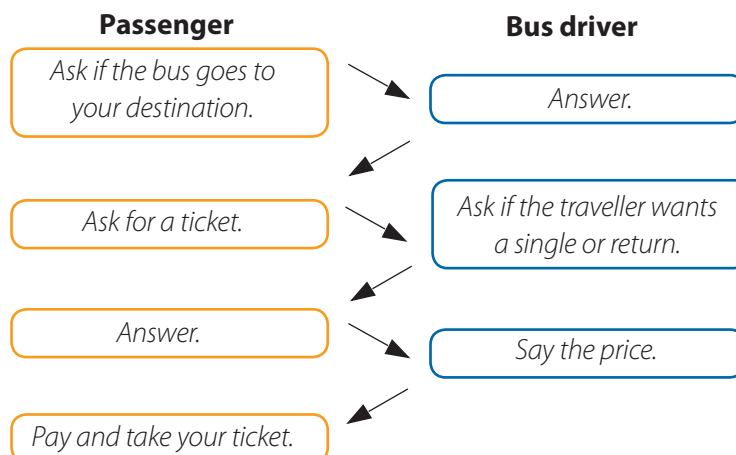 Passenger
Bus driver
Ask if the bus goes to
your destination.
Answer.
Ask for a ticket.
Ask if the traveller wants
a single or return.
Answer.
Say the price.
Pay and take your ticket.